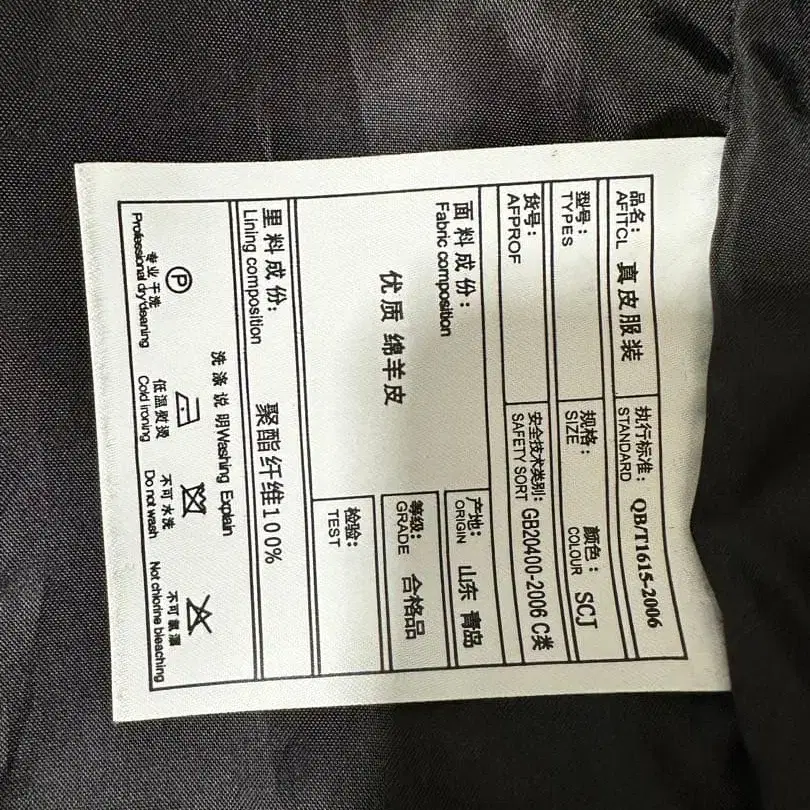 品名: 真皮服装 执行标准: QB/T1615-2006
AFITCL STANDARD
型号: 规格: 颜色: SCJ
TYPES SIZE COLOUR
货号: 安全技术类别: GB20400-2006 C类
AFPROF SAFETY SORT
面料成份:
Fabric composition
优质 绵羊皮
产地: 山东 青岛
ORIGIN
等级: 合格品
GRADE
检验:
TEST
里料成份: 聚酯纤维100%
Lining composition
洗涤说明Washing Explain
P
专业干洗 低温熨烫 不可水洗 不可氯漂
Professional drycleaning Cold ironing Do not wash Not chlorine bleaching